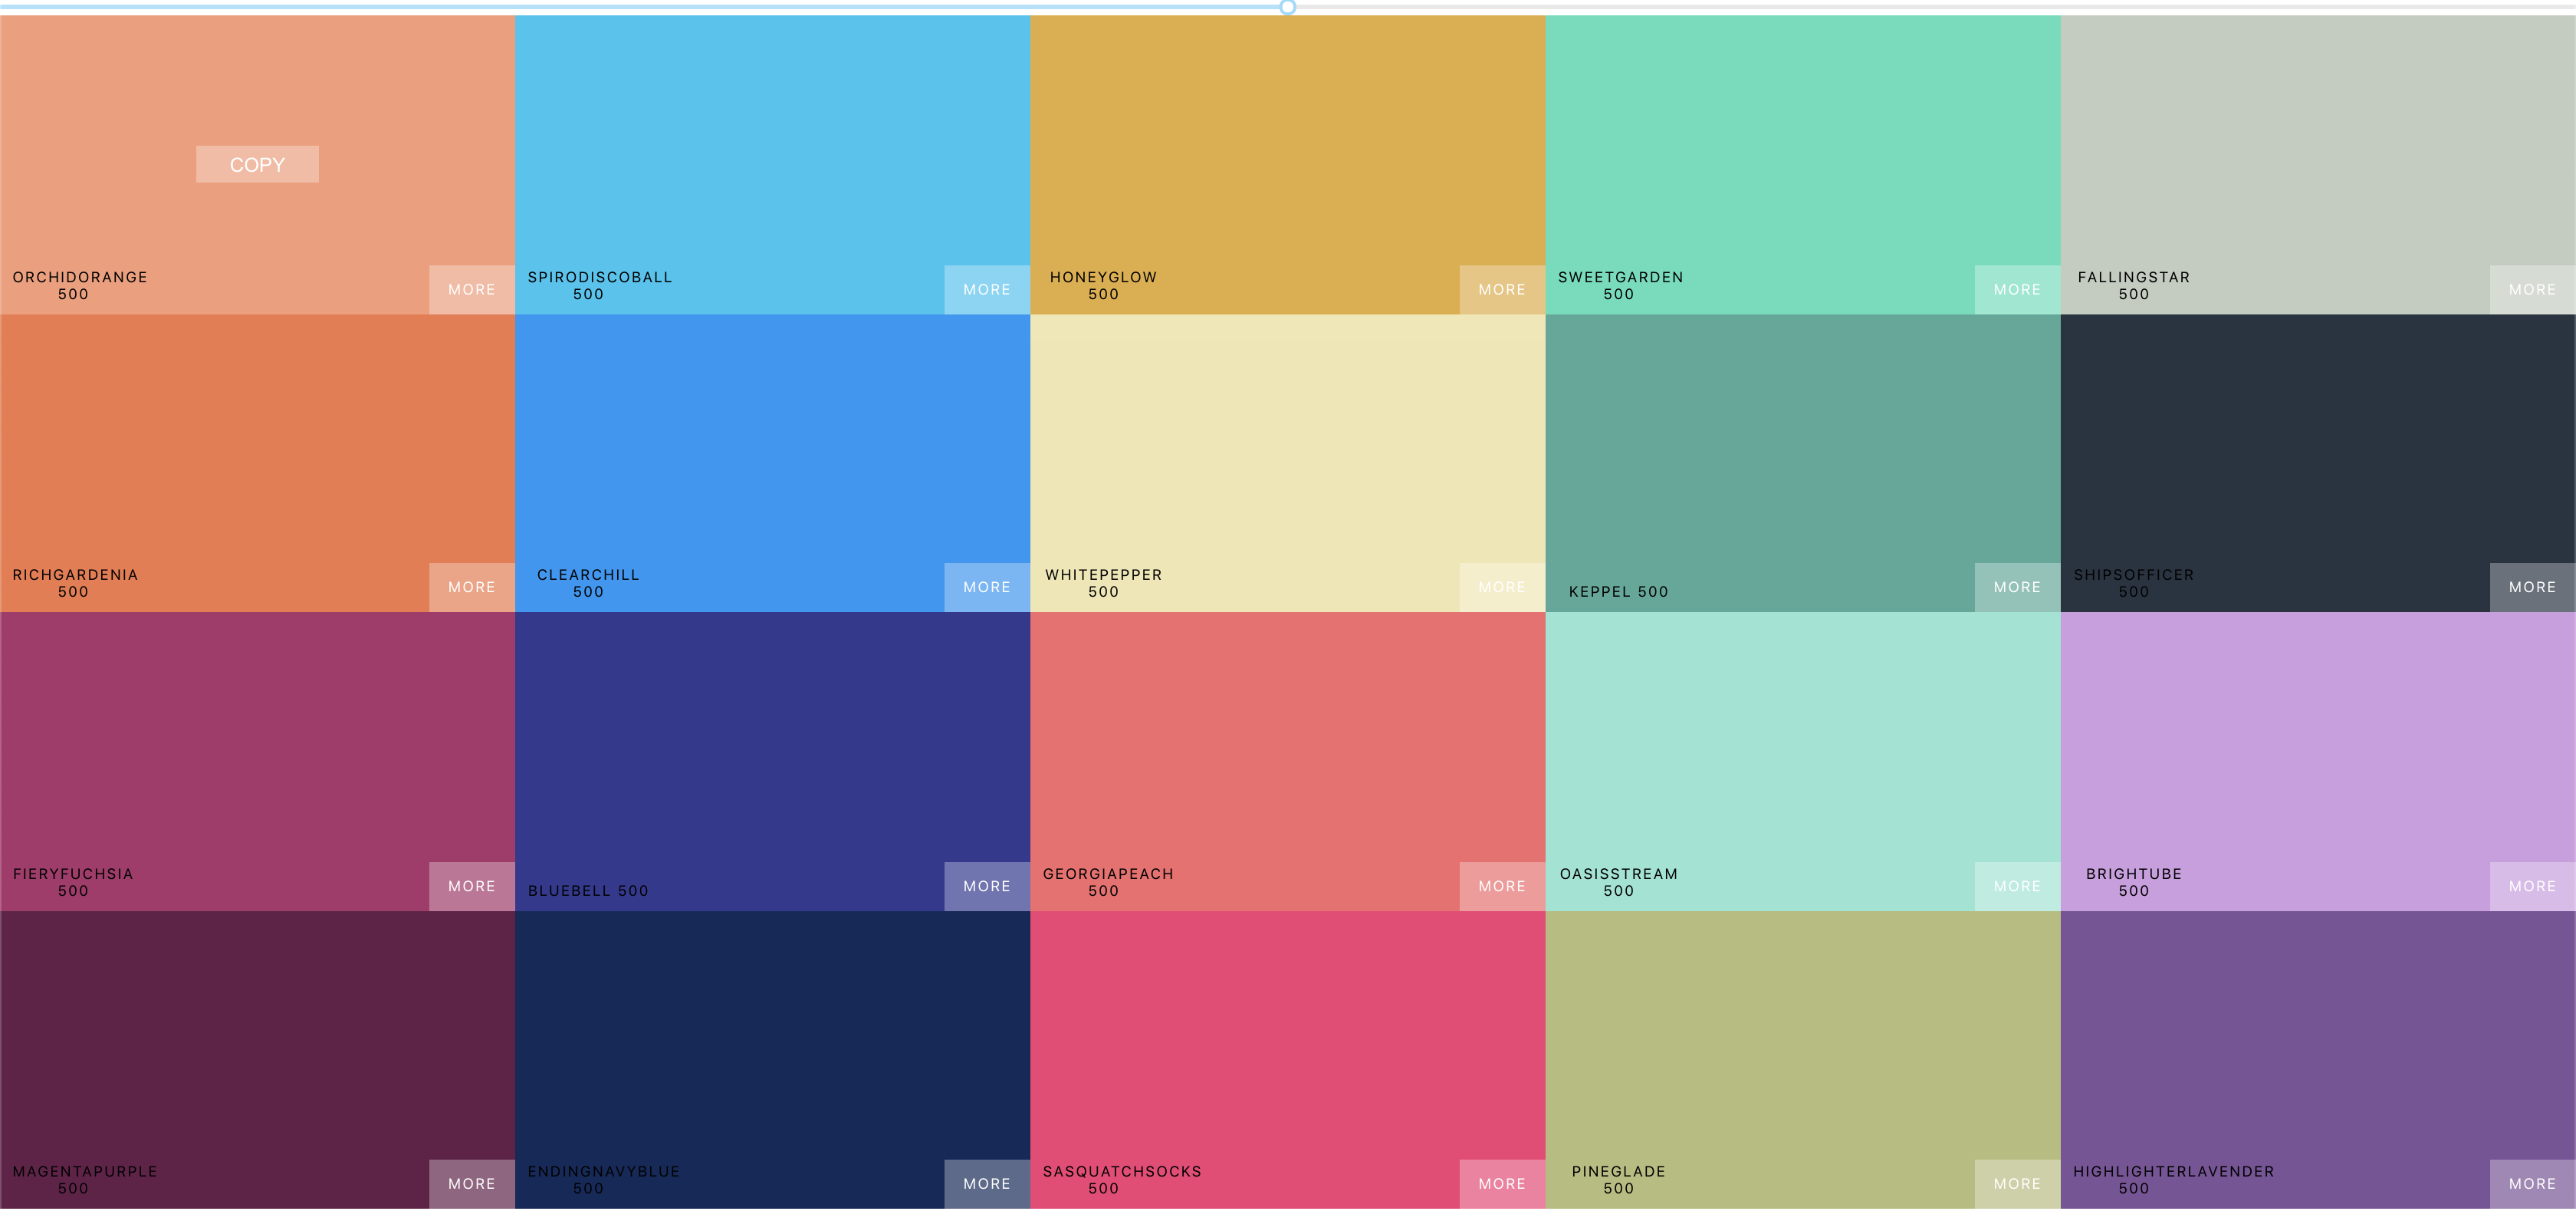 COPY
ORCHIDORANGE
500
MORE
SPIRODISCOBALL
500
MORE
HONEYGLOW
500
MORE
SWEETGARDEN
500
MORE
FALLINGSTAR
500
MORE
RICHGARDENIA
500
MORE
CLEARCHILL
500
MORE
WHITEPEPPER
500
MORE
KEPPEL 500
MORE
SHIPSOFFICER
500
MORE
FIERYFUCHSIA
500
MORE
BLUEBELL 500
MORE
GEORGIAPEACH
500
MORE
OASISSTREAM
500
MORE
BRIGHTUBE
500
MORE
MAGENTAPURPLE
500
MORE
ENDINGNAVYBLUE
500
MORE
SASQUATCHSOCKS
500
MORE
PINEGLADE
500
MORE
HIGHLIGHTERLAVENDER
500
MORE